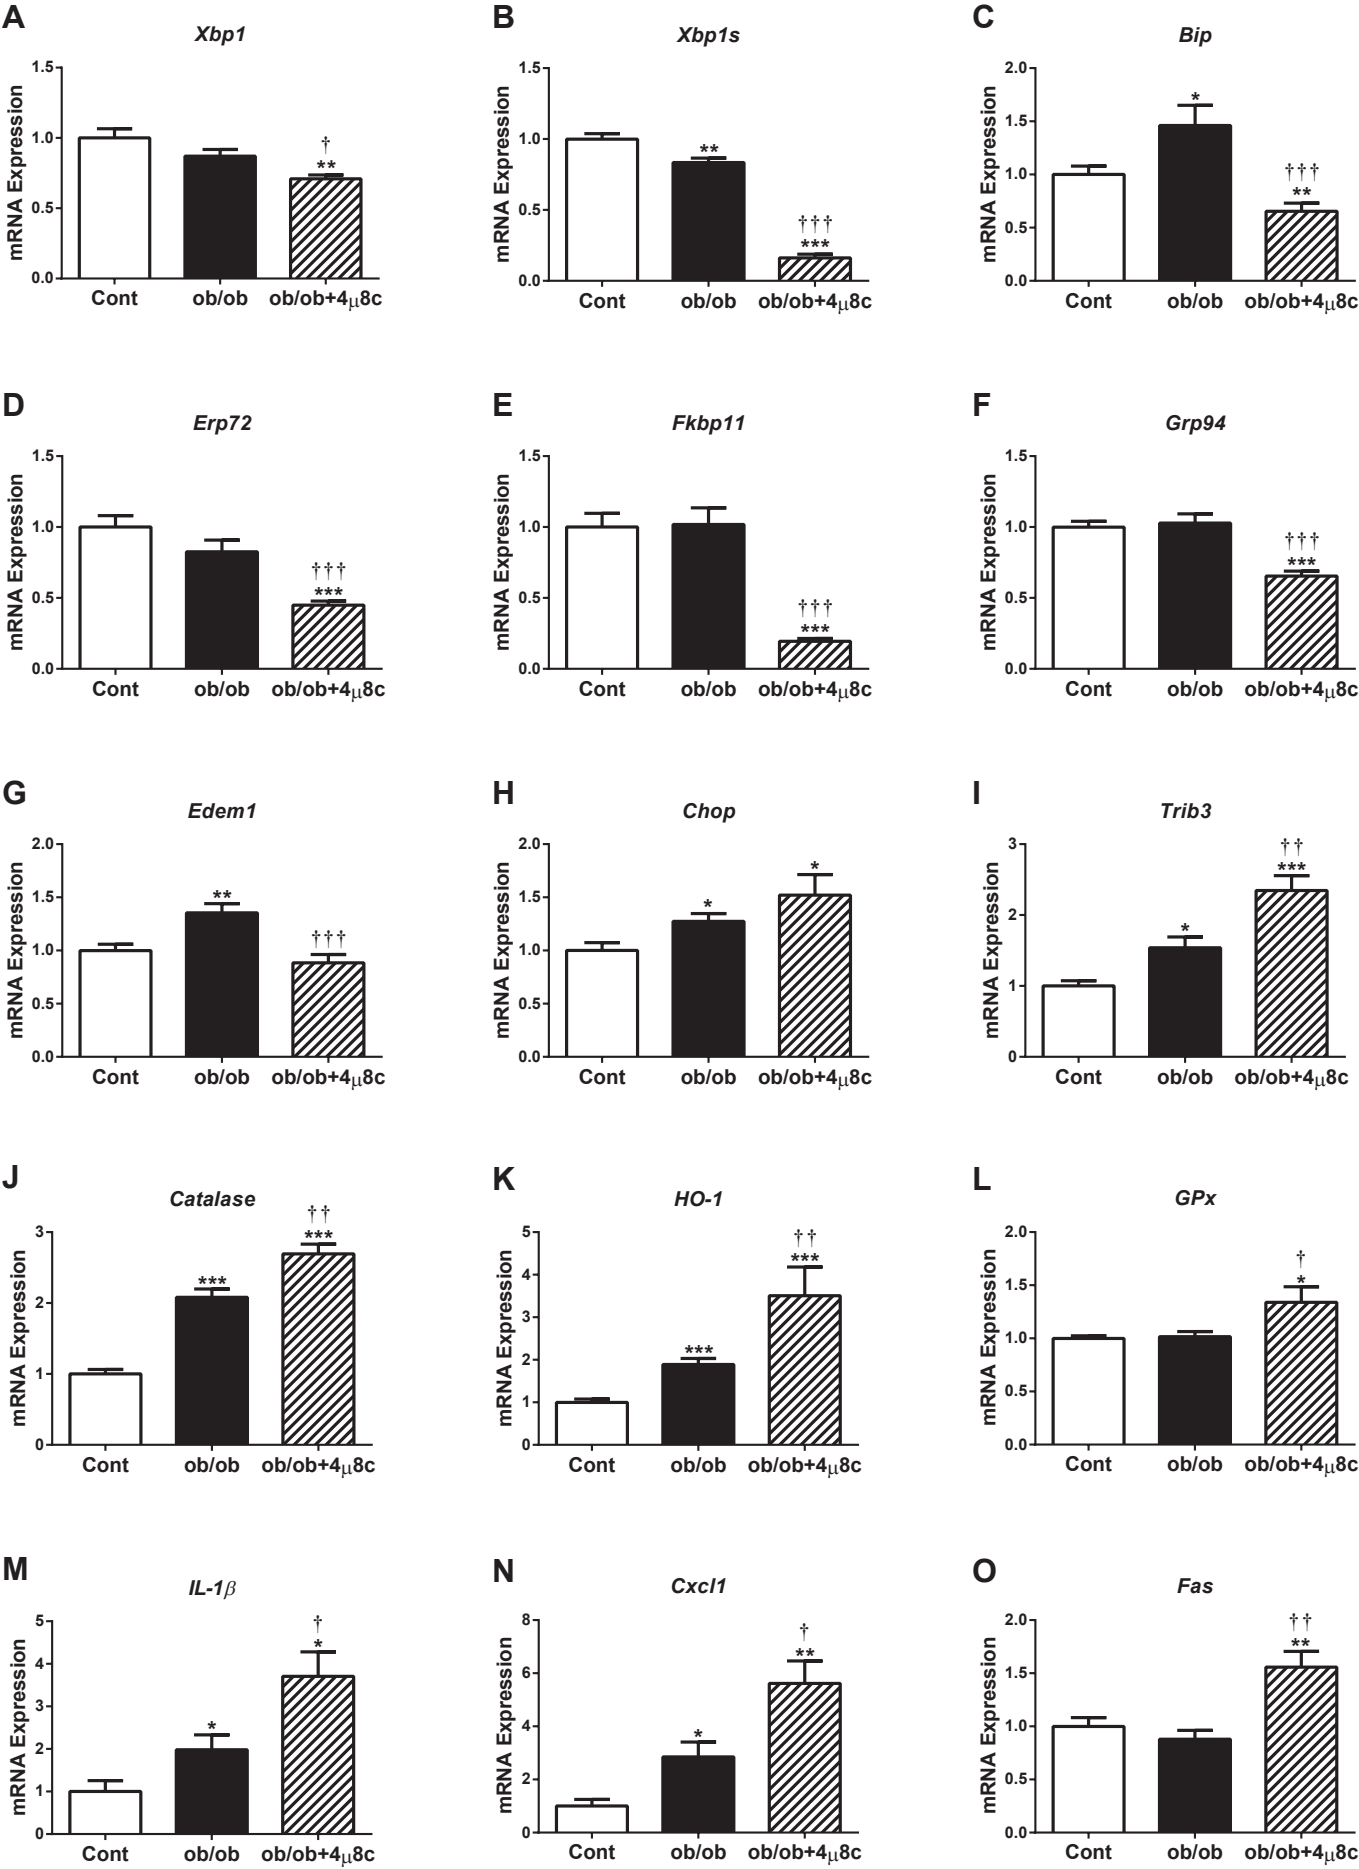 A
Xbp1
mRNA Expression
1.5
1.0
0.5
0.0
†
**
Cont ob/ob ob/ob+4µ8c
B
Xbp1s
mRNA Expression
1.5
1.0
0.5
0.0
**
†††
***
Cont ob/ob ob/ob+4µ8c
C
Bip
mRNA Expression
2.0
1.5
1.0
0.5
0.0
*
†††
**
Cont ob/ob ob/ob+4µ8c
D
Erp72
mRNA Expression
1.5
1.0
0.5
0.0
†††
***
Cont ob/ob ob/ob+4µ8c
E
Fkbp11
mRNA Expression
1.5
1.0
0.5
0.0
†††
***
Cont ob/ob ob/ob+4µ8c
F
Grp94
mRNA Expression
1.5
1.0
0.5
0.0
†††
***
Cont ob/ob ob/ob+4µ8c
G
Edem1
mRNA Expression
2.0
1.5
1.0
0.5
0.0
**
†††
Cont ob/ob ob/ob+4µ8c
H
Chop
mRNA Expression
2.0
1.5
1.0
0.5
0.0
*
*
Cont ob/ob ob/ob+4µ8c
I
Trib3
mRNA Expression
3
2
1
0
*
††
***
Cont ob/ob ob/ob+4µ8c
J
Catalase
mRNA Expression
3
2
1
0
***
††
***
Cont ob/ob ob/ob+4µ8c
K
HO-1
mRNA Expression
5
4
3
2
1
0
***
††
***
Cont ob/ob ob/ob+4µ8c
L
GPx
mRNA Expression
2.0
1.5
1.0
0.5
0.0
†
*
Cont ob/ob ob/ob+4µ8c
M
IL-1β
mRNA Expression
5
4
3
2
1
0
*
†
*
Cont ob/ob ob/ob+4µ8c
N
Cxcl1
mRNA Expression
8
6
4
2
0
*
†
**
Cont ob/ob ob/ob+4µ8c
O
Fas
mRNA Expression
2.0
1.5
1.0
0.5
0.0
††
**
Cont ob/ob ob/ob+4µ8c